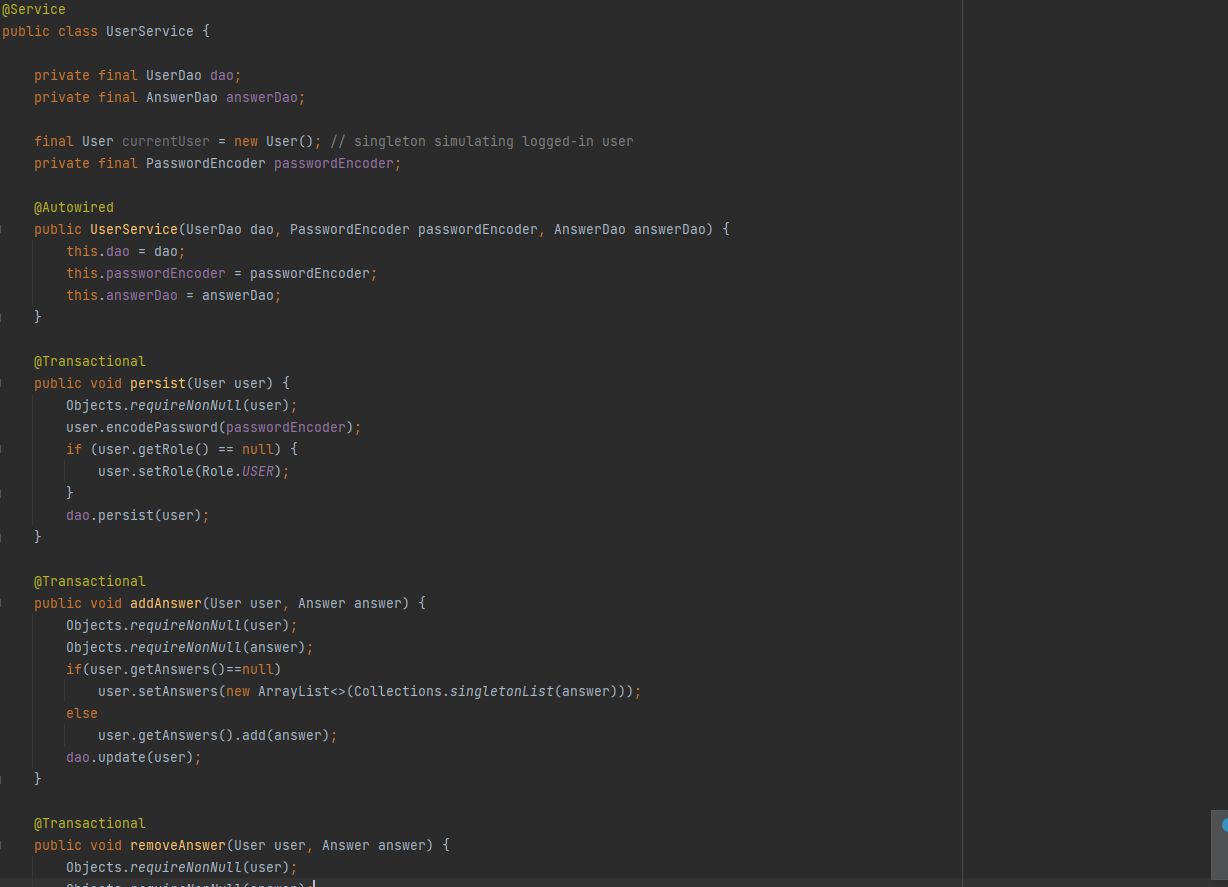 @Service
public class UserService {
private final UserDao dao;
private final AnswerDao answerDao;
final User currentUser = new User(); // singleton simulating logged-in user
private final PasswordEncoder passwordEncoder;
@Autowired
public UserService(UserDao dao, PasswordEncoder passwordEncoder, AnswerDao answerDao) {
this.dao = dao;
this.passwordEncoder = passwordEncoder;
this.answerDao = answerDao;
}
@Transactional
public void persist(User user) {
Objects.requireNonNull(user);
user.encodePassword(passwordEncoder);
if (user.getRole() == null) {
user.setRole(Role.USER);
}
dao.persist(user);
}
@Transactional
public void addAnswer(User user, Answer answer) {
Objects.requireNonNull(user);
Objects.requireNonNull(answer);
if(user.getAnswers()==null)
user.setAnswers(new ArrayList<>(Collections.singletonList(answer)));
else
user.getAnswers().add(answer);
dao.update(user);
}
@Transactional
public void removeAnswer(User user, Answer answer) {
Objects.requireNonNull(user);
Objects.requireNonNull(answer);